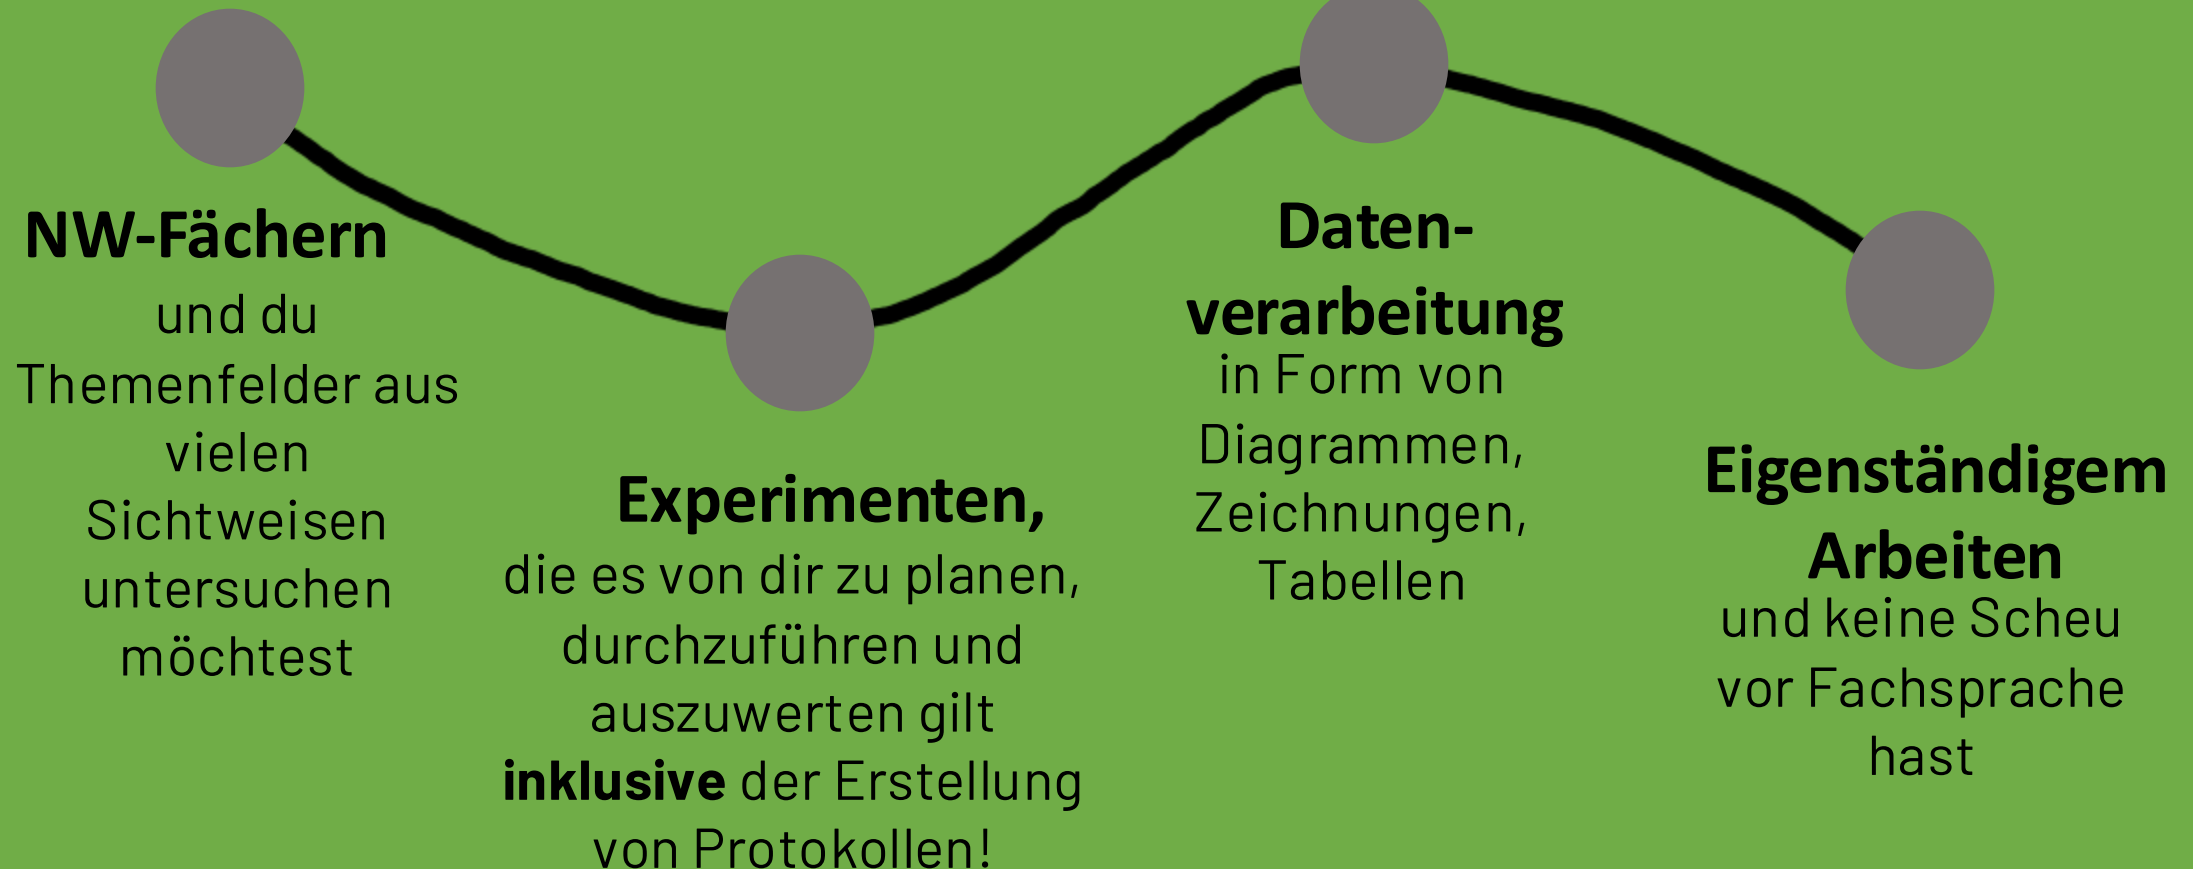 NW-Fächern
und du
Themenfelder aus
vielen
Sichtweisen
untersuchen
möchtest
Experimenten,
die es von dir zu planen,
durchzuführen und
auszuwerten gilt
inklusive der Erstellung
von Protokollen!
Daten-
verarbeitung
in Form von
Diagrammen,
Zeichnungen,
Tabellen
Eigenständigem
Arbeiten
und keine Scheu
vor Fachsprache
hast